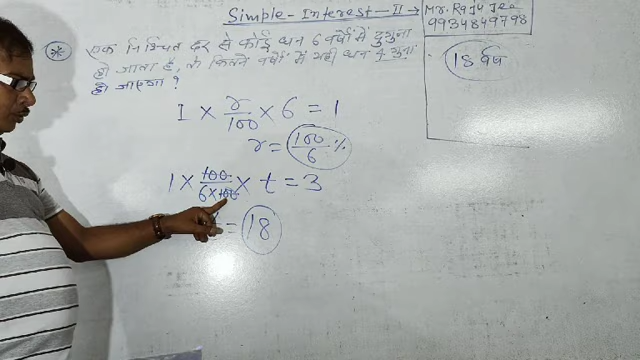 Simple-Interest-II
Mr. Raju Jee
9934849798
* एक निश्चित दर से कोई धन 6 वर्षों में दुगुना
हो जाता है, तो कितने वर्षों में वही धन 4 गुना
हो जाएगा ?
18 वर्ष
1 × r/100 × 6 = 1
r = 100/6 %
1 × 100/6×100 × t = 3
= 18